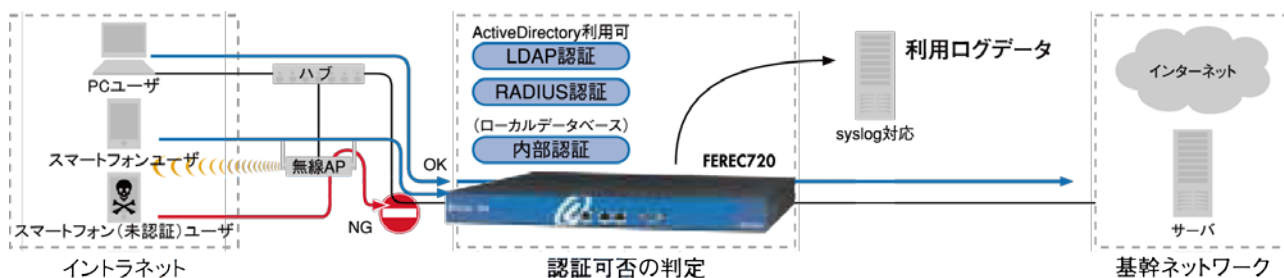 PCユーザ
スマートフォンユーザ
スマートフォン(未認証)ユーザ
イントラネット
ハブ
無線AP
OK
NG
ActiveDirectory利用可
LDAP認証
RADIUS認証
(ローカルデータベース)
内部認証
FEREC720
認証可否の判定
利用ログデータ
syslog対応
インターネット
サーバ
基幹ネットワーク